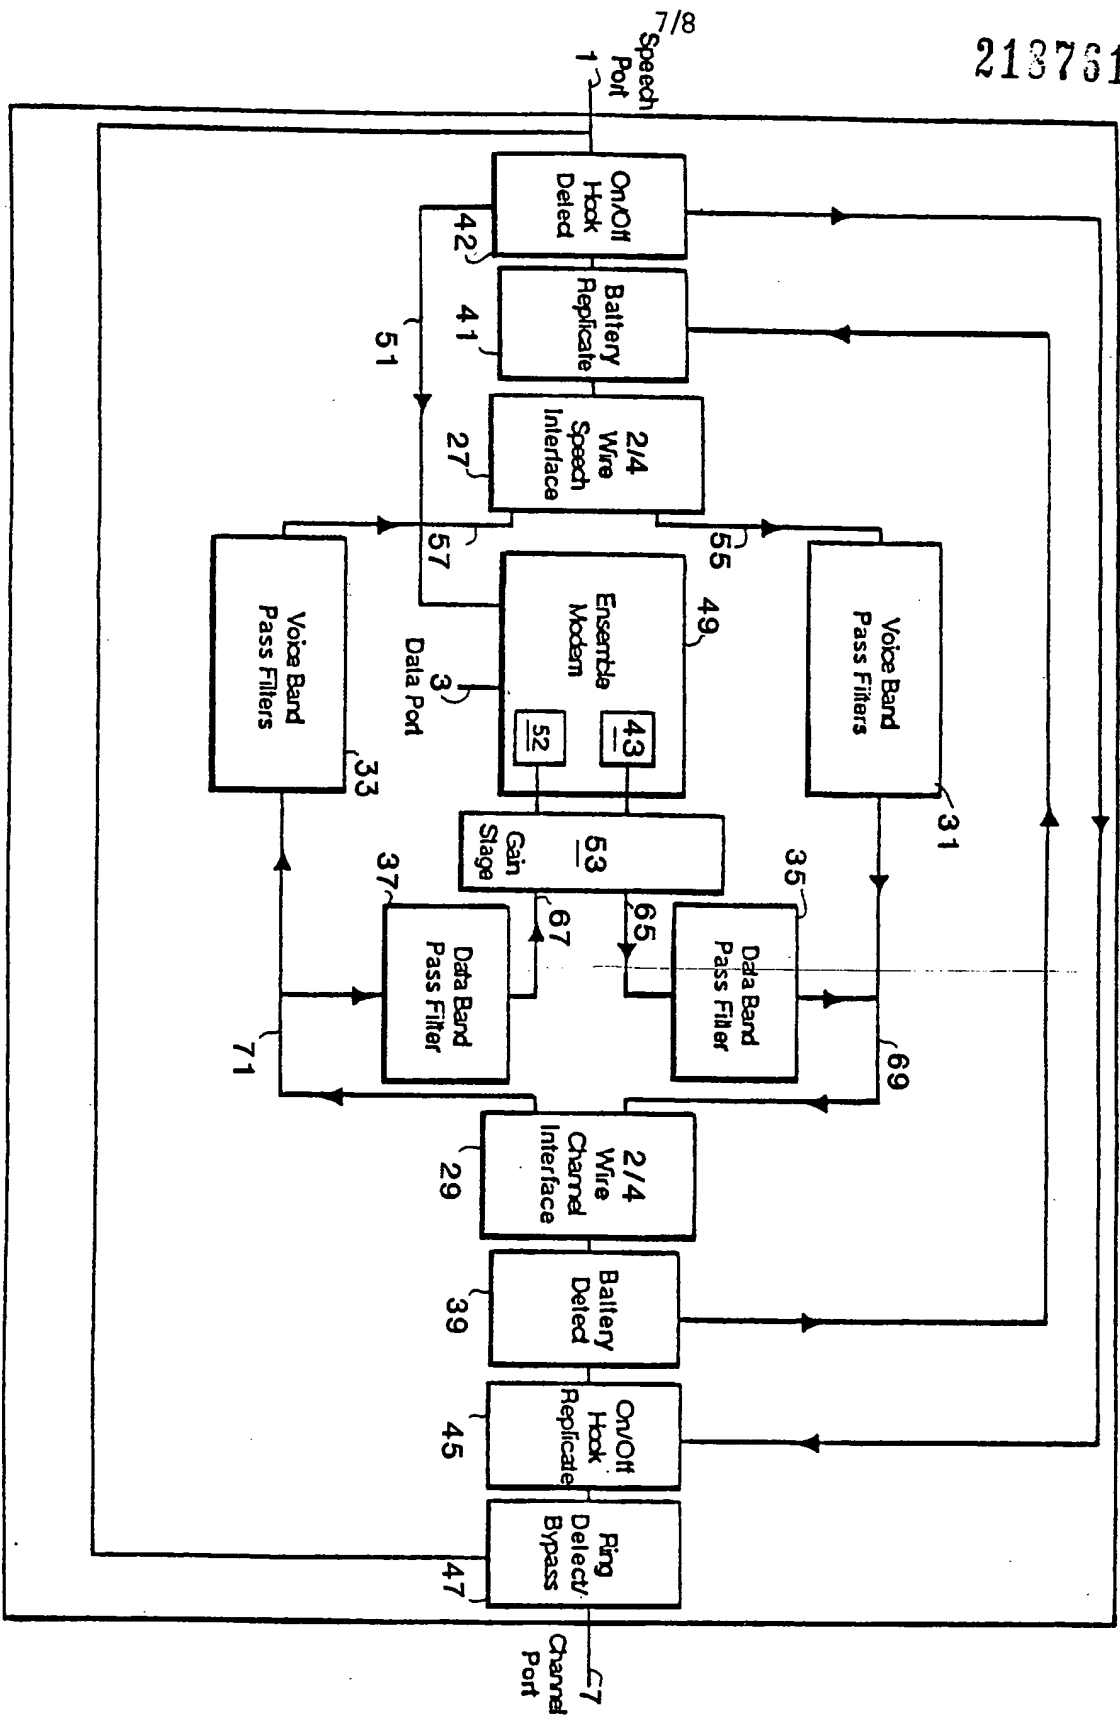 7/8
218761
Speech
Port
1
On/Off
Hook
Detect
42
Battery
Replicate
41
51
2/4
Wire
Speech
Interface
27
57
55
Voice Band
Pass Filters
31
Voice Band
Pass Filters
33
49
Ensemble
Modem
43
52
3
Data Port
53
Gain
Stage
65
67
35
Data Band
Pass Filter
37
Data Band
Pass Filter
69
71
2/4
Wire
Channel
Interface
29
Battery
Detect
39
On/Off
Hook
Replicate
45
Ring
Detect/
Bypass
47
7
Channel
Port